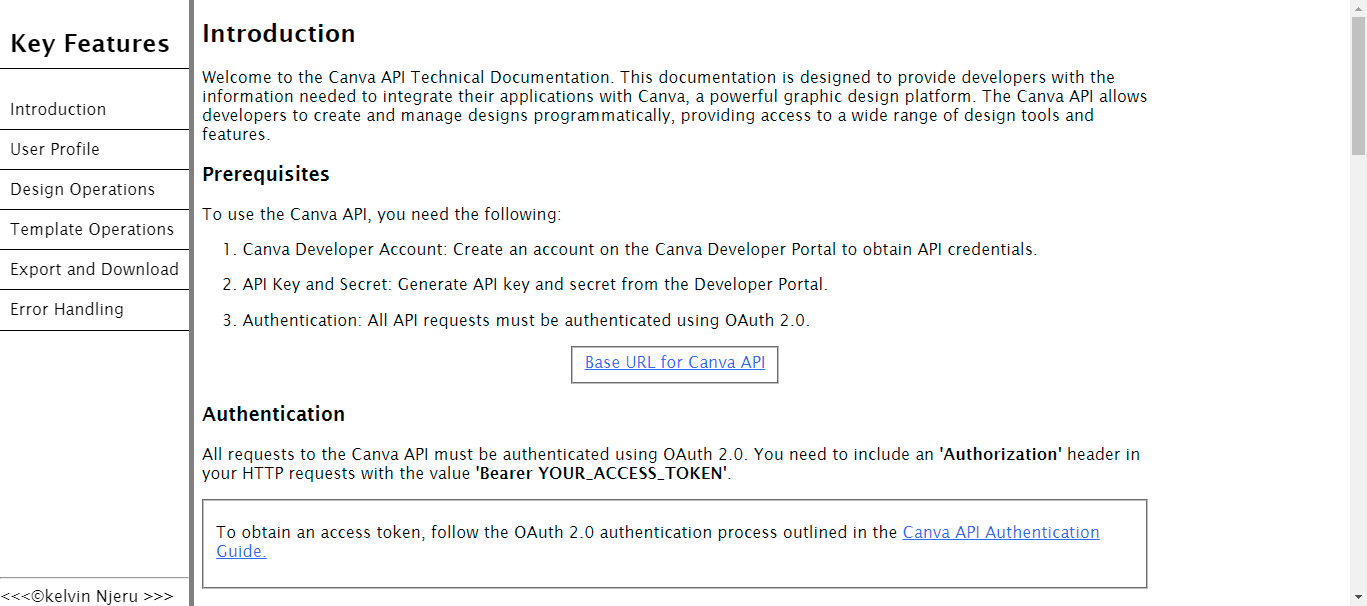 Key Features
Introduction
User Profile
Design Operations
Template Operations
Export and Download
Error Handling
<<<©kelvin Njeru >>>
Introduction
Welcome to the Canva API Technical Documentation. This documentation is designed to provide developers with the
information needed to integrate their applications with Canva, a powerful graphic design platform. The Canva API allows
developers to create and manage designs programmatically, providing access to a wide range of design tools and
features.
Prerequisites
To use the Canva API, you need the following:
1. Canva Developer Account: Create an account on the Canva Developer Portal to obtain API credentials.
2. API Key and Secret: Generate API key and secret from the Developer Portal.
3. Authentication: All API requests must be authenticated using OAuth 2.0.
Base URL for Canva API
Authentication
All requests to the Canva API must be authenticated using OAuth 2.0. You need to include an 'Authorization' header in
your HTTP requests with the value 'Bearer YOUR_ACCESS_TOKEN'.
To obtain an access token, follow the OAuth 2.0 authentication process outlined in the Canva API Authentication
Guide.